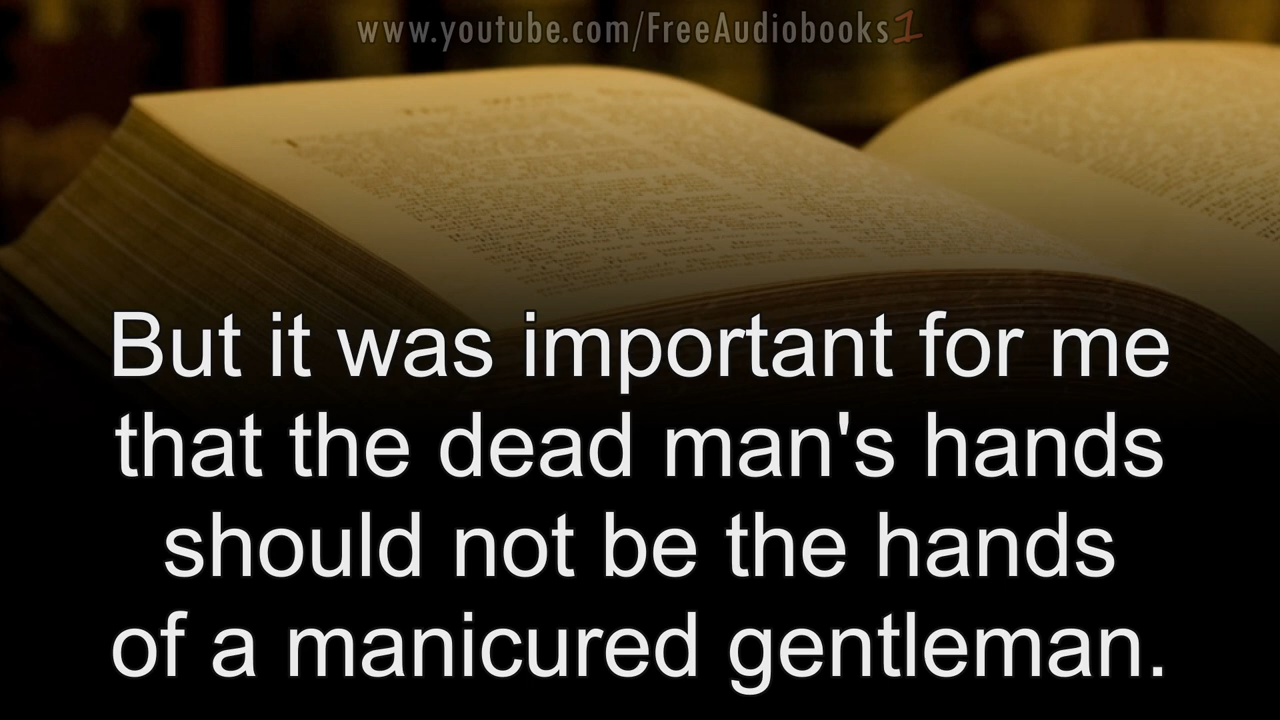 www.youtube.com/FreeAudiobooks1
But it was important for me
that the dead man's hands
should not be the hands
of a manicured gentleman.